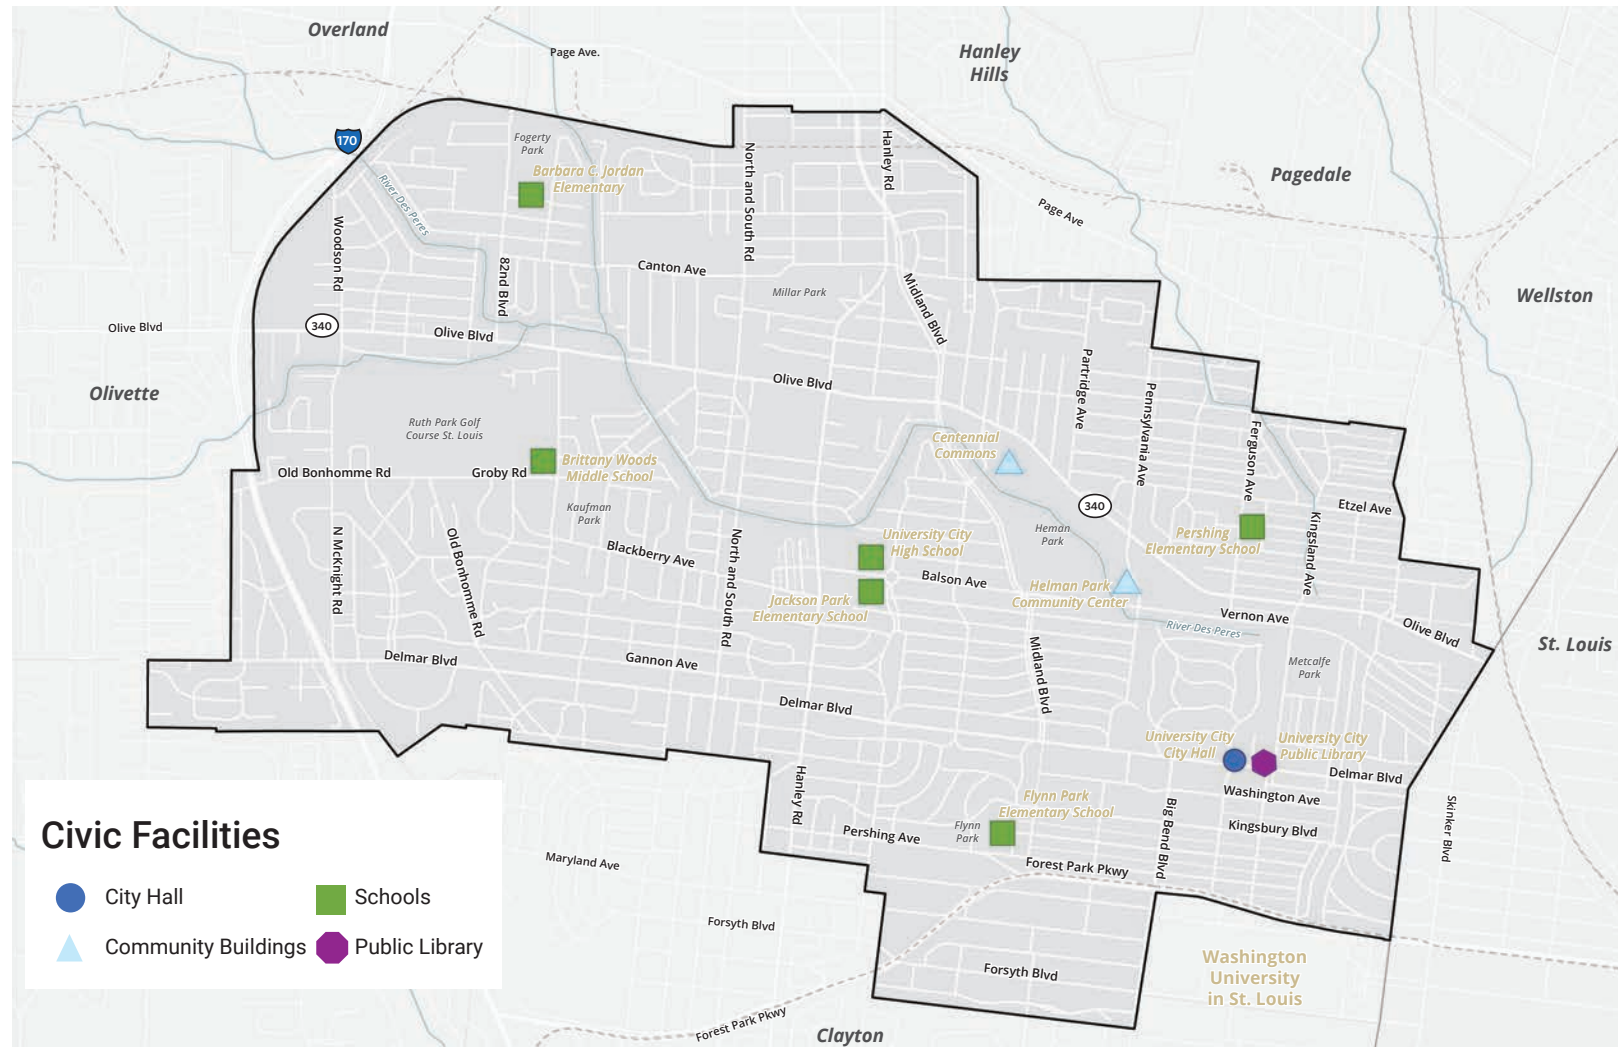 Overland
Page Ave.
Hanley
Hills
170
Fogerty
Park
Hanley Rd
North and South Rd
Barbara C. Jordan
Elementary
Pagedale
River Des Peres
Page Ave
Woodson Rd
82nd Blvd
Canton Ave
Millar Park
Midland Blvd
Wellston
Olive Blvd
340
Olive Blvd
Olive Blvd
Partridge Ave
Pennsylvania Ave
Olivette
Ruth Park Golf
Course St. Louis
Centennial
Commons
Ferguson Ave
Old Bonhomme Rd
Groby Rd
Brittany Woods
Middle School
Kaufman
Park
340
Etzel Ave
Kingsland Ave
Heman
Park
Pershing
Elementary School
N McKnight Rd
Old Bonhomme Rd
Blackberry Ave
North and South Rd
University City
High School
Balson Ave
Jackson Park
Elementary School
Helman Park
Community Center
Vernon Ave
River Des Peres
Olive Blvd
St. Louis
Delmar Blvd
Gannon Ave
Midland Blvd
Metcalfe
Park
Delmar Blvd
University City
City Hall
University City
Public Library
Delmar Blvd
Washington Ave
Kingsbury Blvd
Hanley Rd
Flynn Park
Elementary School
Flynn
Park
Pershing Ave
Big Bend Blvd
Skinker Blvd
Forest Park Pkwy
Maryland Ave
Forsyth Blvd
Forsyth Blvd
Washington
University
in St. Louis
Forest Park Pkwy
Clayton
Civic Facilities
City Hall
Schools
Community Buildings
Public Library